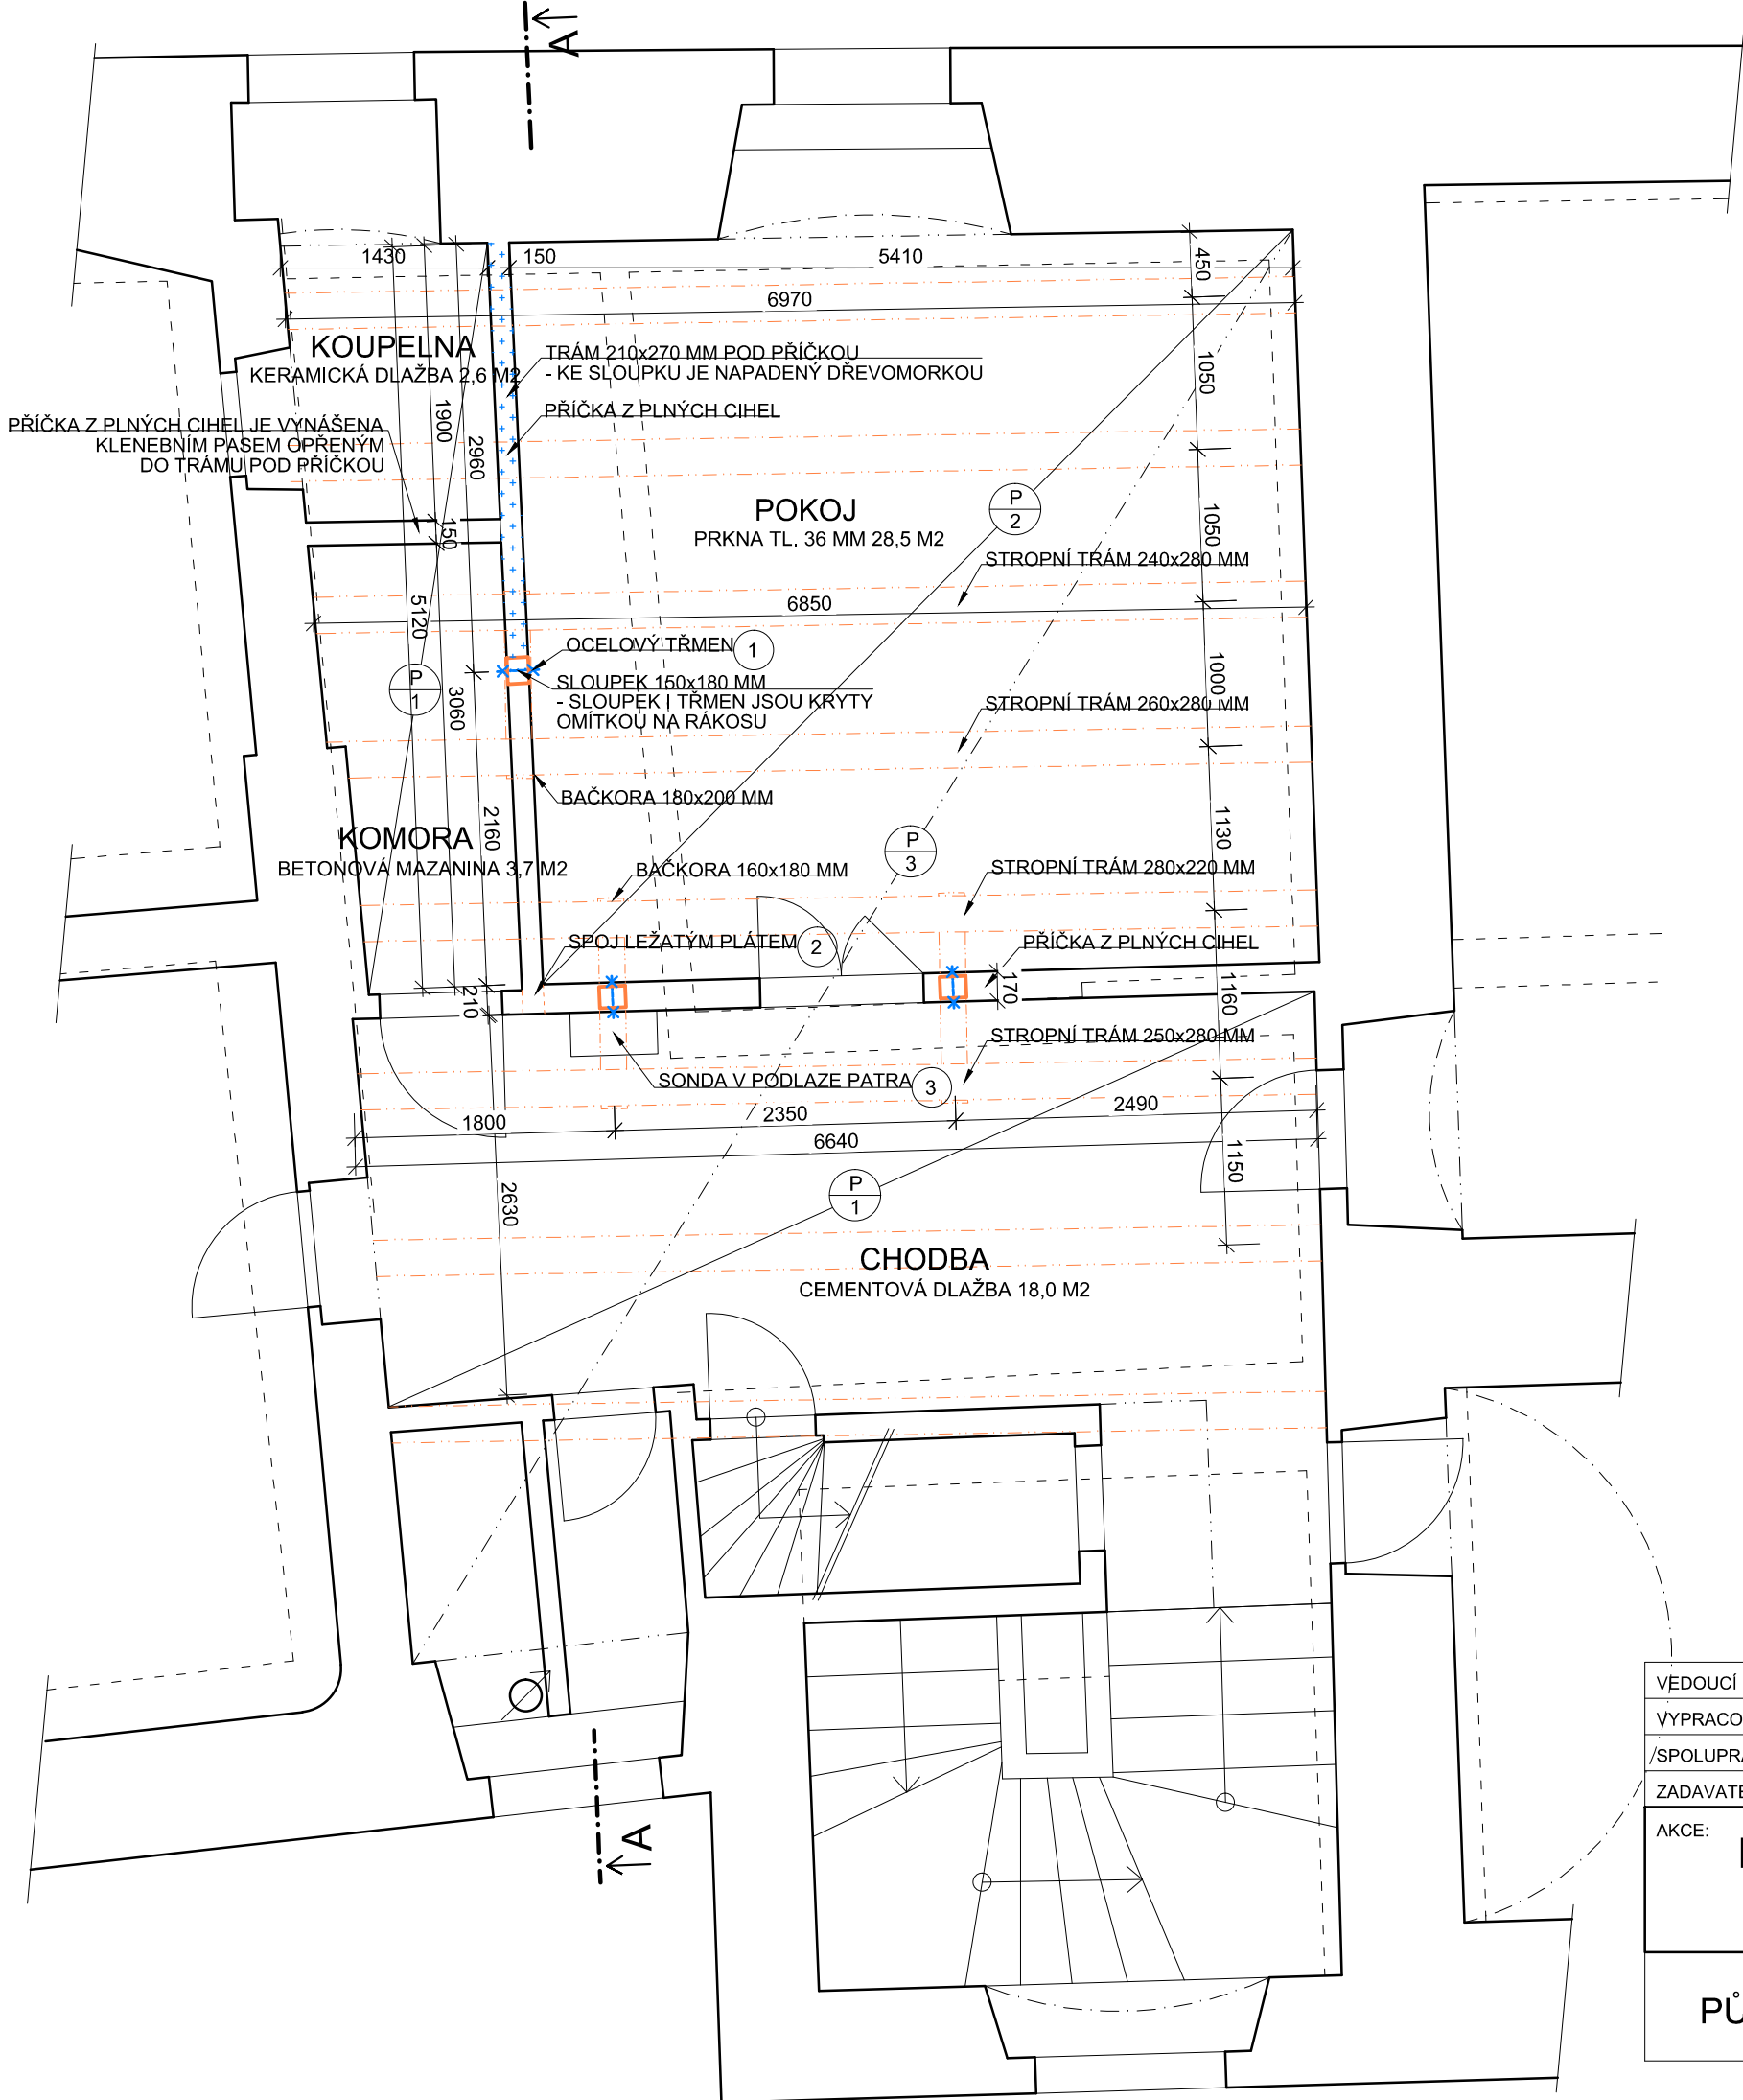 A
1430
150
5410
450
6970
KOUPELNA
KERAMICKÁ DLAŽBA 2,6 M2
TRÁM 210x270 MM POD PŘÍČKOU
- KE SLOUPKU JE NAPADENÝ DŘEVOMORKOU
1050
PŘÍČKA Z PLNÝCH CIHEL
PŘÍČKA Z PLNÝCH CIHEL JE VYNÁŠENA
KLENEBNÍM PASEM OPŘENÝM
DO TRÁMU POD PŘÍČKOU
1900
2960
POKOJ
PRKNA TL. 36 MM 28,5 M2
P
2
150
1050
STROPNÍ TRÁM 240x280 MM
6850
5120
OCELOVÝ TŘMEN
1
P
1
SLOUPEK 150x180 MM
- SLOUPEK I TŘMEN JSOU KRYTY
OMÍTKOU NA RÁKOSU
1000
3060
STROPNÍ TRÁM 260x280 MM
BAČKORA 180x200 MM
2160
1130
KOMORA
BETONOVÁ MAZANINA 3,7 M2
P
3
BAČKORA 160x180 MM
STROPNÍ TRÁM 280x220 MM
SPOJ LEŽATÝM PLÁTEM
2
PŘÍČKA Z PLNÝCH CIHEL
210
170
1160
STROPNÍ TRÁM 250x280 MM
SONDA V PODLAZE PATRA
3
1800
2350
2490
6640
1150
2630
P
1
CHODBA
CEMENTOVÁ DLAŽBA 18,0 M2
A
VEDOUCÍ
VYPRACO
SPOLUPRA
ZADAVATE
AKCE:
PŮ